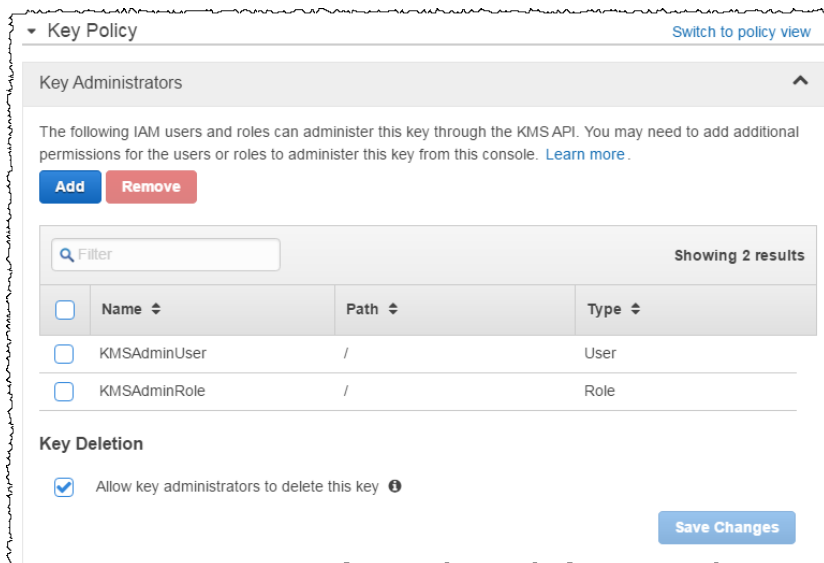 Key Policy
Switch to policy view
Key Administrators
The following IAM users and roles can administer this key through the KMS API. You may need to add additional
permissions for the users or roles to administer this key from this console. Learn more.
Add Remove
Filter
Showing 2 results
Name Path Type
KMSAdminUser / User
KMSAdminRole / Role
Key Deletion
Allow key administrators to delete this key
Save Changes